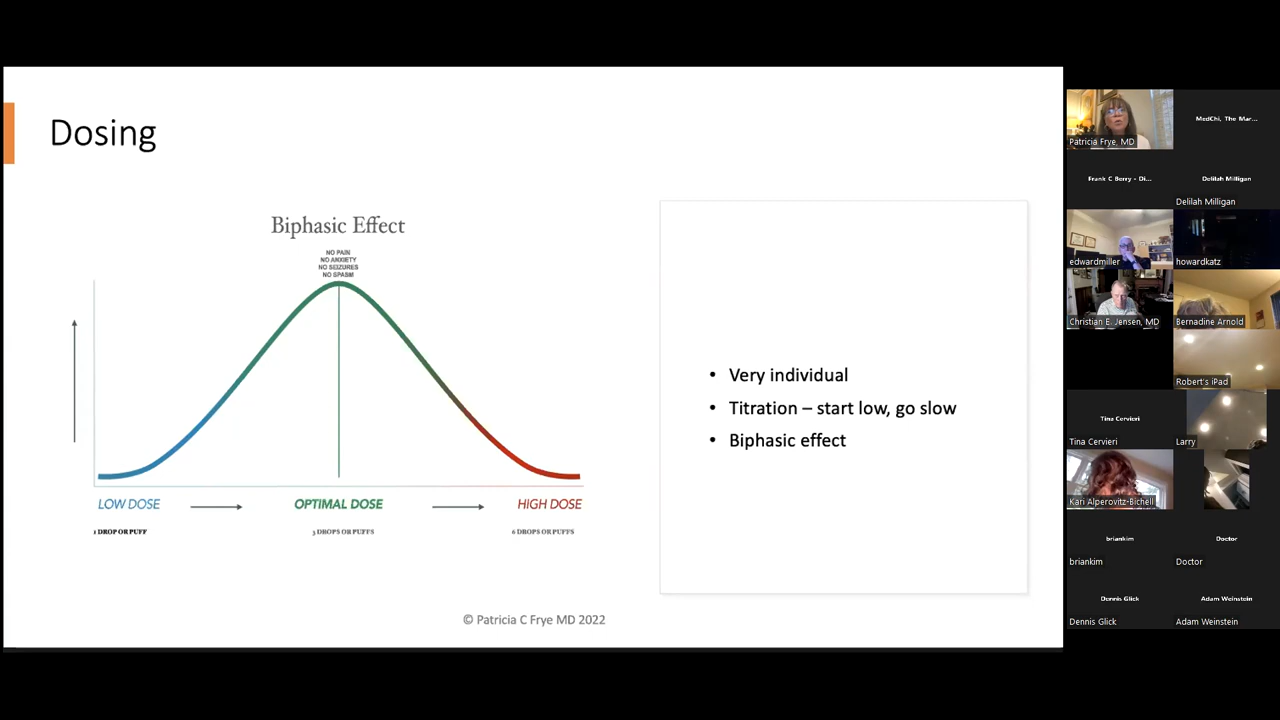 Dosing
Biphasic Effect
NO PAIN
NO ANXIETY
NO SEIZURES
NO SPASM
LOW DOSE
OPTIMAL DOSE
HIGH DOSE
1 DROP OR PUFF
3 DROPS OR PUFFS
6 DROPS OR PUFFS
• Very individual
• Titration – start low, go slow
• Biphasic effect
© Patricia C Frye MD 2022
Patricia Frye, MD
MedChi, The Mar...
Frank C Berry - Di...
Delilah Milligan
Delilah Milligan
edwardmiller
howardkatz
Christian E. Jensen, MD
Bernadine Arnold
Robert's iPad
Tina Cervieri
Tina Cervieri
Larry
Kari Alperovitz-Bichell
briankim
briankim
Doctor
Doctor
Dennis Glick
Dennis Glick
Adam Weinstein
Adam Weinstein